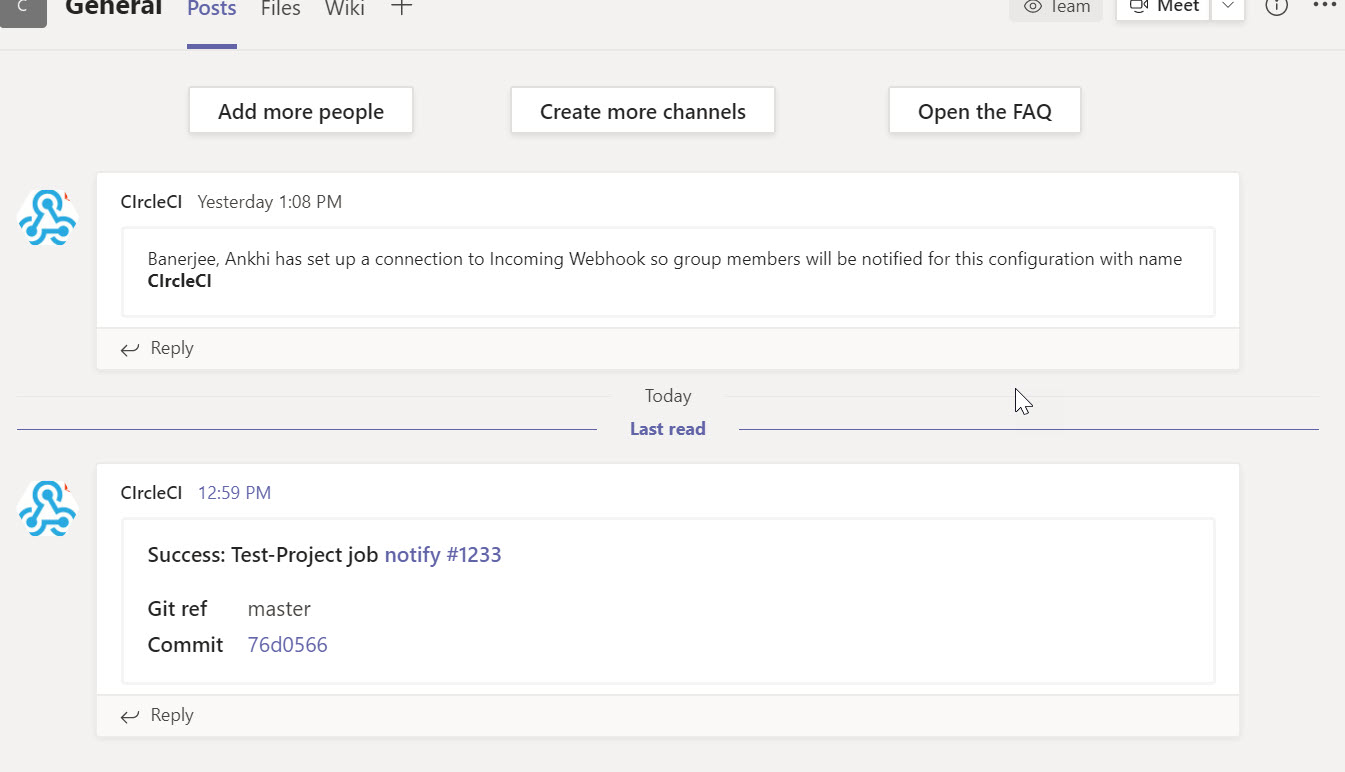 C
General
Posts
Files
Wiki
Team
Meet
Add more people
Create more channels
Open the FAQ
CIrcleCI Yesterday 1:08 PM
Banerjee, Ankhi has set up a connection to Incoming Webhook so group members will be notified for this configuration with name
CIrcleCI
Reply
Today
Last read
CIrcleCI 12:59 PM
Success: Test-Project job notify #1233
Git ref master
Commit 76d0566
Reply